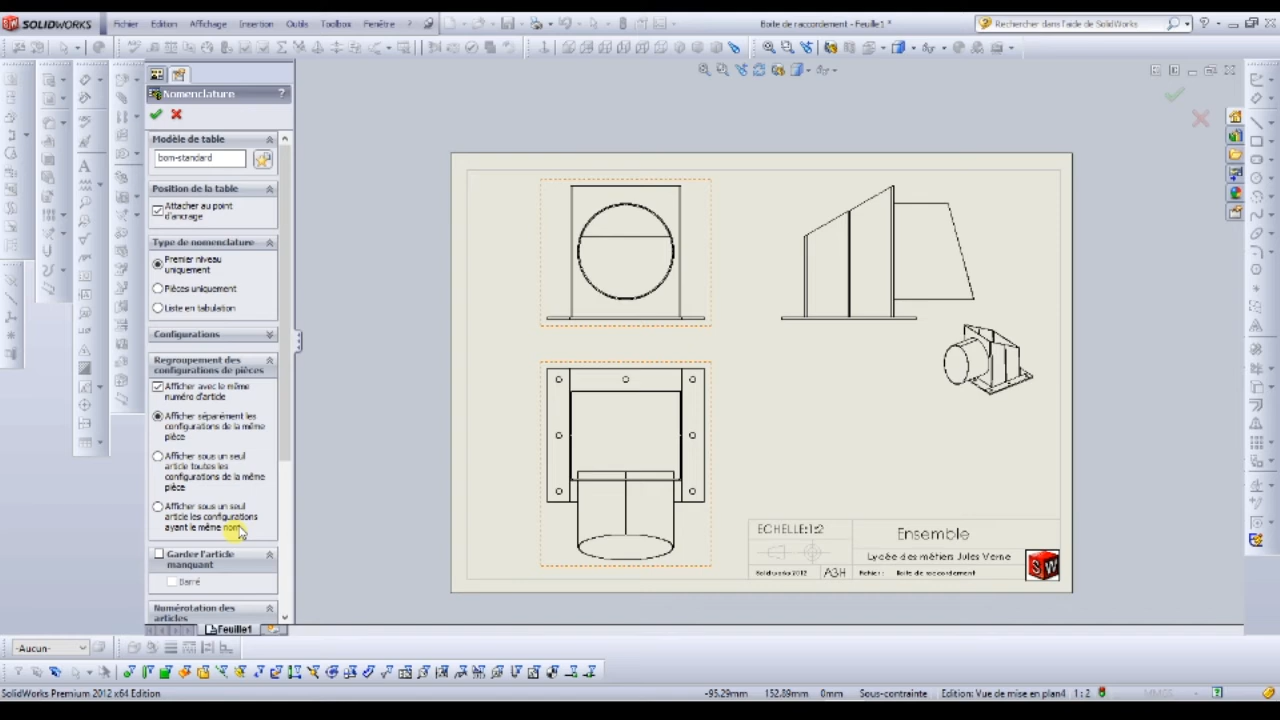 SOLIDWORKS
Fichier Edition Affichage Insertion Outils Toolbox Fenêtre ?
Boite de raccordement - Feuille1 *
Rechercher dans l'aide de SolidWorks
Nomenclature ?
Modèle de table
bom-standard
Position de la table
Attacher au point
d'ancrage
Type de nomenclature
Premier niveau
uniquement
Pièces uniquement
Liste en tabulation
Configurations
Regroupement des
configurations de pièces
Afficher avec le même
numéro d'article
Afficher séparément les
configurations de la même
pièce
Afficher sous un seul
article toutes les
configurations de la même
pièce
Afficher sous un seul
article les configurations
ayant le même nom
Garder l'article
manquant
Barré
Numérotation des
articles
Feuille1
ECHELLE:1:2
Ensemble
Lycée des métiers Jules Verne
Solidworks 2012
A3H
Fichier : Boite de raccordement
SW
-Aucun-
SolidWorks Premium 2012 x64 Edition
-95.29mm 152.89mm 0mm Sous-contrainte Edition: Vue de mise en plan4 1 : 2 MMGS